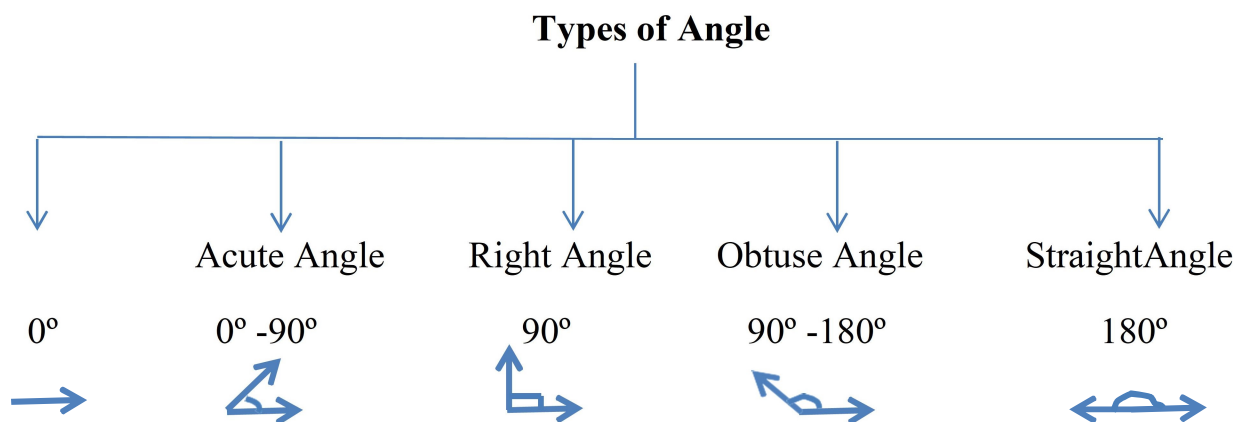 Types of Angle
Acute Angle Right Angle Obtuse Angle StraightAngle
0º 0º -90º 90º 90º -180º 180º